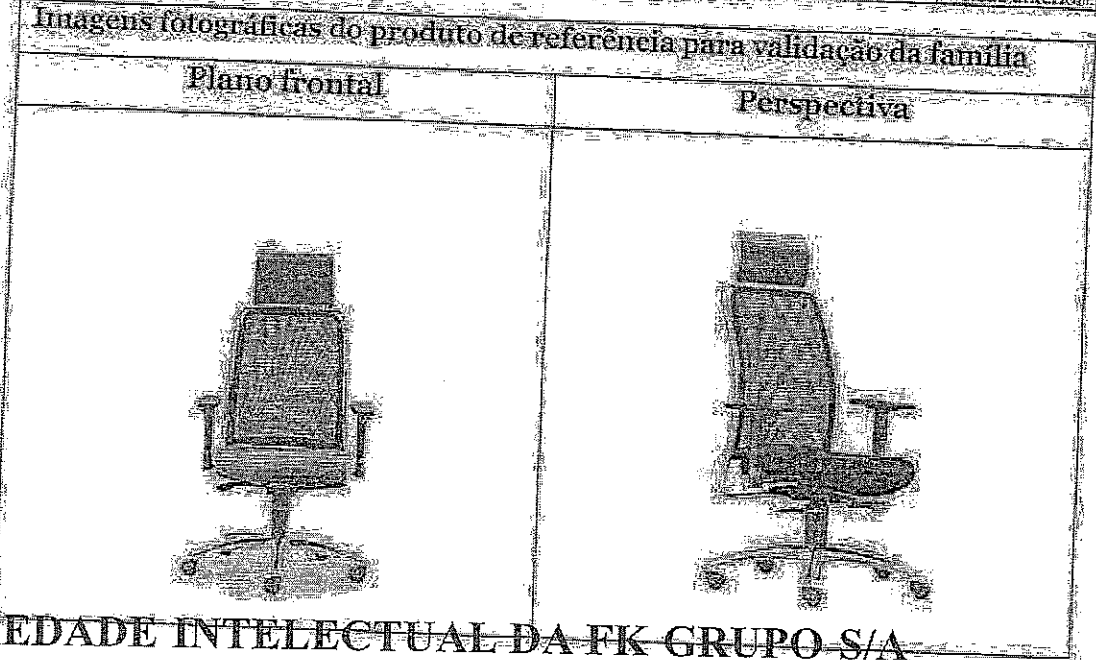 Imagens fotográficas do produto de referência para validação da família
Plano frontal
Perspectiva
EDADE INTELECTUAL DA FK GRUPO S/A